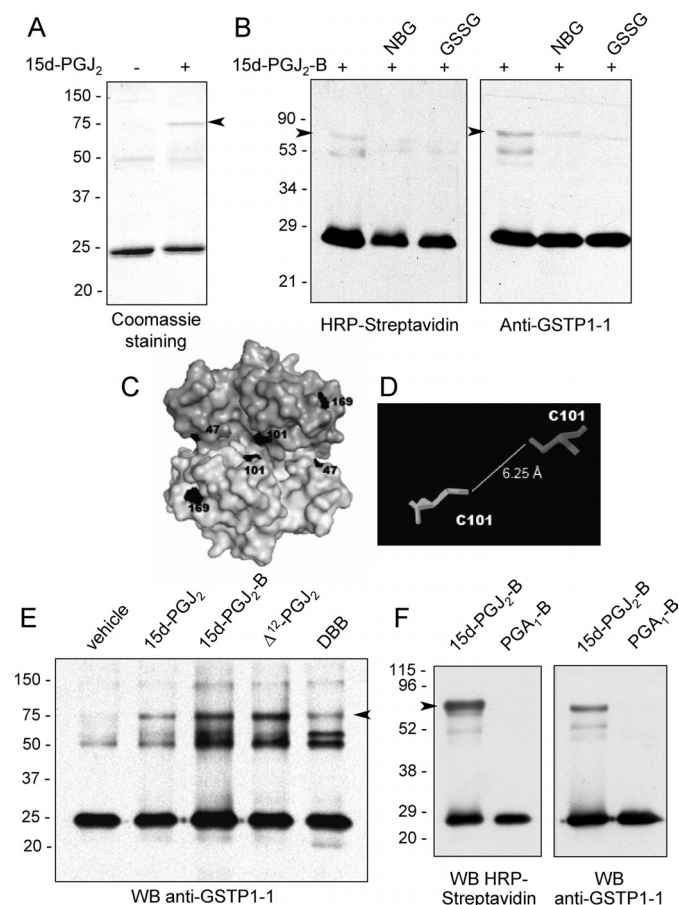 A
15d-PGJ2 - +
150 -
75 -
50 -
37 -
25 -
20 -
Coomassie
staining
B
NBG GSSG NBG GSSG
15d-PGJ2-B + + + + + +
90 -
53 -
34 -
29 -
21 -
HRP-Streptavidin
Anti-GSTP1-1
C
169
47
101
101
47
169
D
C101
6.25 Å
C101
E
vehicle
15d-PGJ2
15d-PGJ2-B
Δ12-PGJ2
DBB
150 -
75 -
50 -
37 -
25 -
20 -
WB anti-GSTP1-1
F
15d-PGJ2-B
PGA1-B
15d-PGJ2-B
PGA1-B
115 -
96 -
52 -
38 -
29 -
20 -
WB HRP-
Streptavidin
WB
anti-GSTP1-1